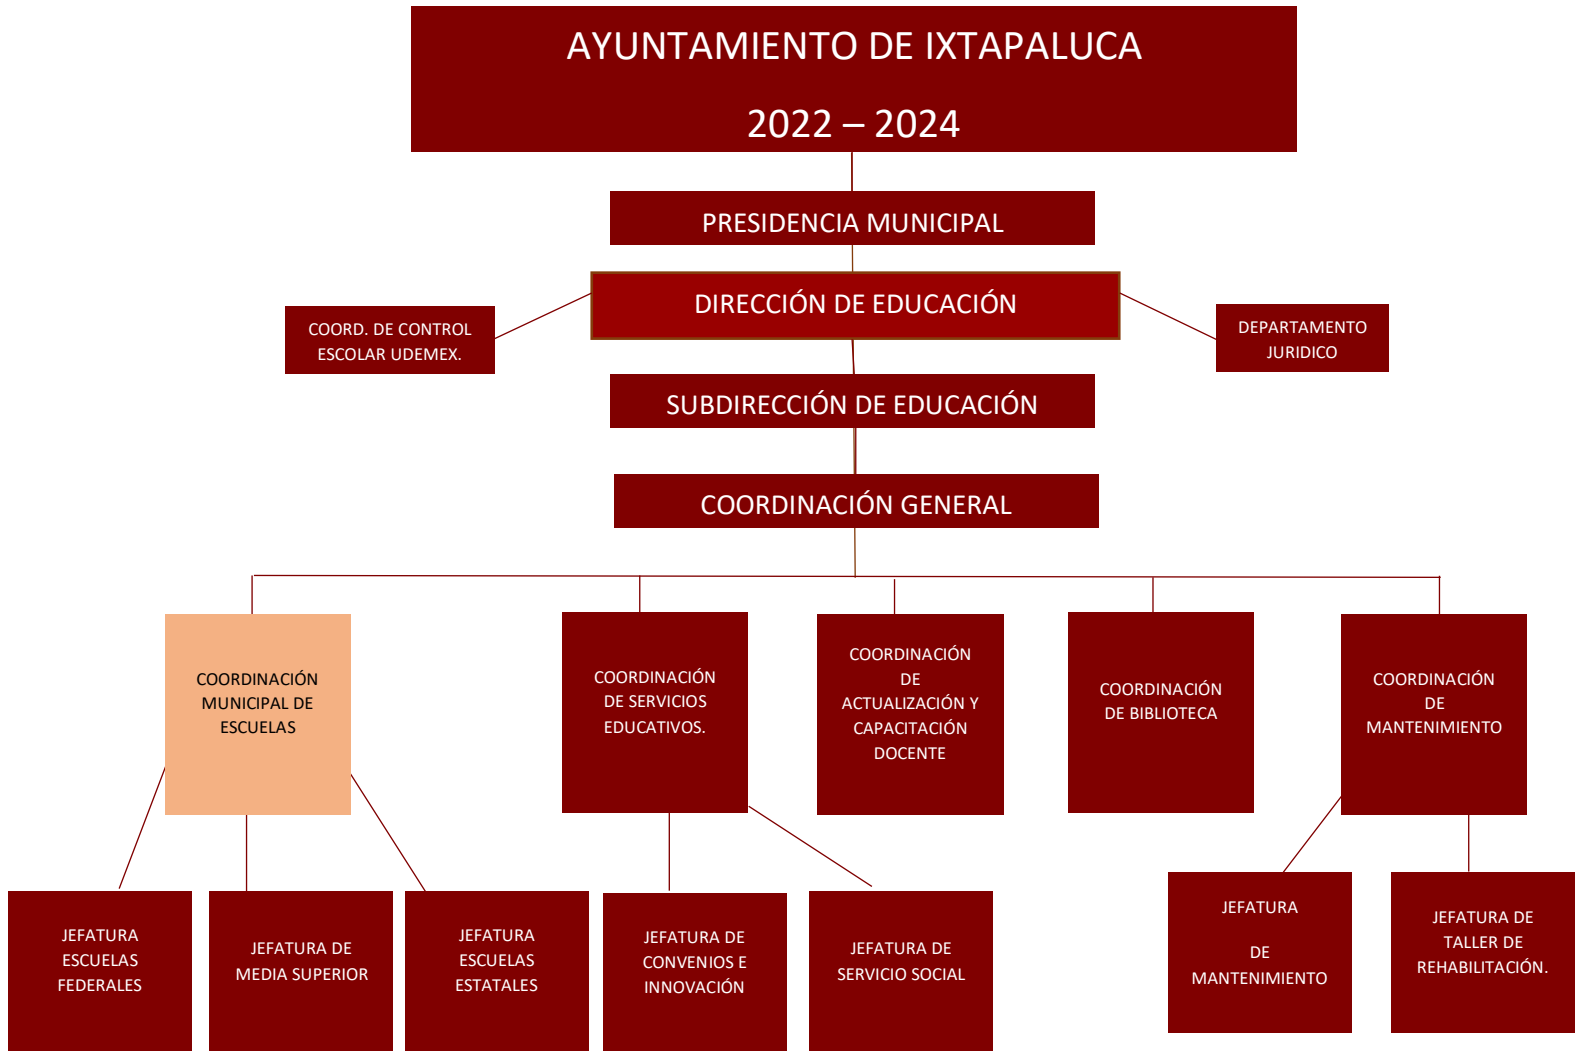 AYUNTAMIENTO DE IXTAPALUCA
2022 – 2024
PRESIDENCIA MUNICIPAL
DIRECCIÓN DE EDUCACIÓN
COORD. DE CONTROL
ESCOLAR UDEMEX.
DEPARTAMENTO
JURIDICO
SUBDIRECCIÓN DE EDUCACIÓN
COORDINACIÓN GENERAL
COORDINACIÓN
MUNICIPAL DE
ESCUELAS
COORDINACIÓN
DE SERVICIOS
EDUCATIVOS.
COORDINACIÓN
DE
ACTUALIZACIÓN Y
CAPACITACIÓN
DOCENTE
COORDINACIÓN
DE BIBLIOTECA
COORDINACIÓN
DE
MANTENIMIENTO
JEFATURA
ESCUELAS
FEDERALES
JEFATURA DE
MEDIA SUPERIOR
JEFATURA
ESCUELAS
ESTATALES
JEFATURA DE
CONVENIOS E
INNOVACIÓN
JEFATURA DE
SERVICIO SOCIAL
JEFATURA
DE
MANTENIMIENTO
JEFATURA DE
TALLER DE
REHABILITACIÓN.